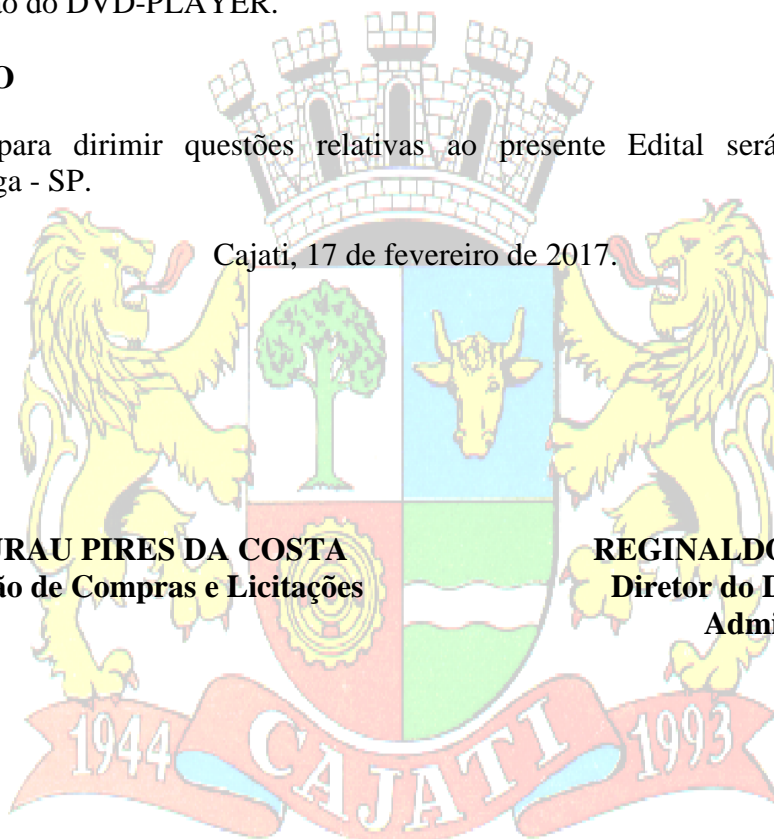 to do DVD-PLAYER.
O
para dirimir questões relativas ao presente Edital será
ga - SP.
Cajati, 17 de fevereiro de 2017.
URAU PIRES DA COSTA
REGINALDO
ão de Compras e Licitações
Diretor do
Admi
1944
CAJATI
1993